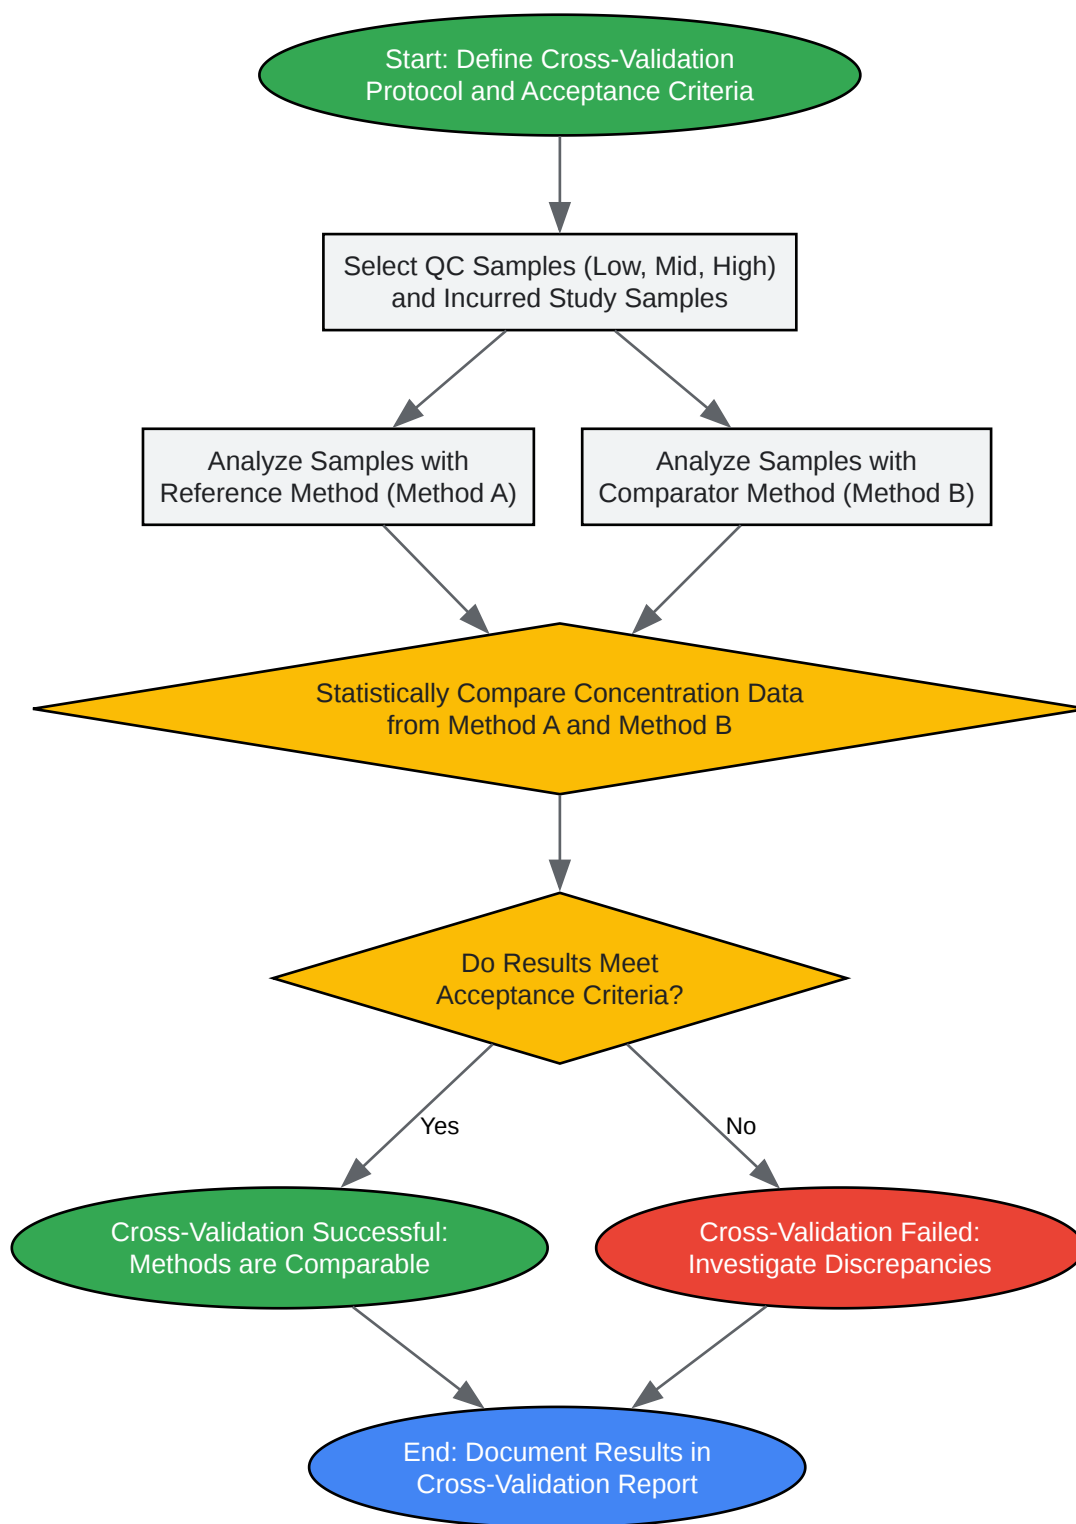 Start: Define Cross-Validation
Protocol and Acceptance Criteria
Select QC Samples (Low, Mid, High)
and Incurred Study Samples
Analyze Samples with
Reference Method (Method A)
Analyze Samples with
Comparator Method (Method B)
Statistically Compare Concentration Data
from Method A and Method B
Do Results Meet
Acceptance Criteria?
Yes
No
Cross-Validation Successful:
Methods are Comparable
Cross-Validation Failed:
Investigate Discrepancies
End: Document Results in
Cross-Validation Report